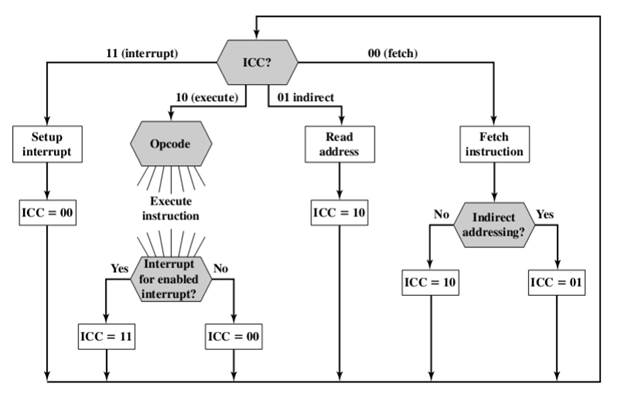 11 (interrupt)
ICC?
00 (fetch)
10 (execute)
01 indirect
Setup
interrupt
Opcode
Read
address
Fetch
instruction
ICC = 00
Execute
instruction
ICC = 10
No
Indirect
addressing?
Yes
Yes
Interrupt
for enabled
interrupt?
No
ICC = 10
ICC = 01
ICC = 11
ICC = 00